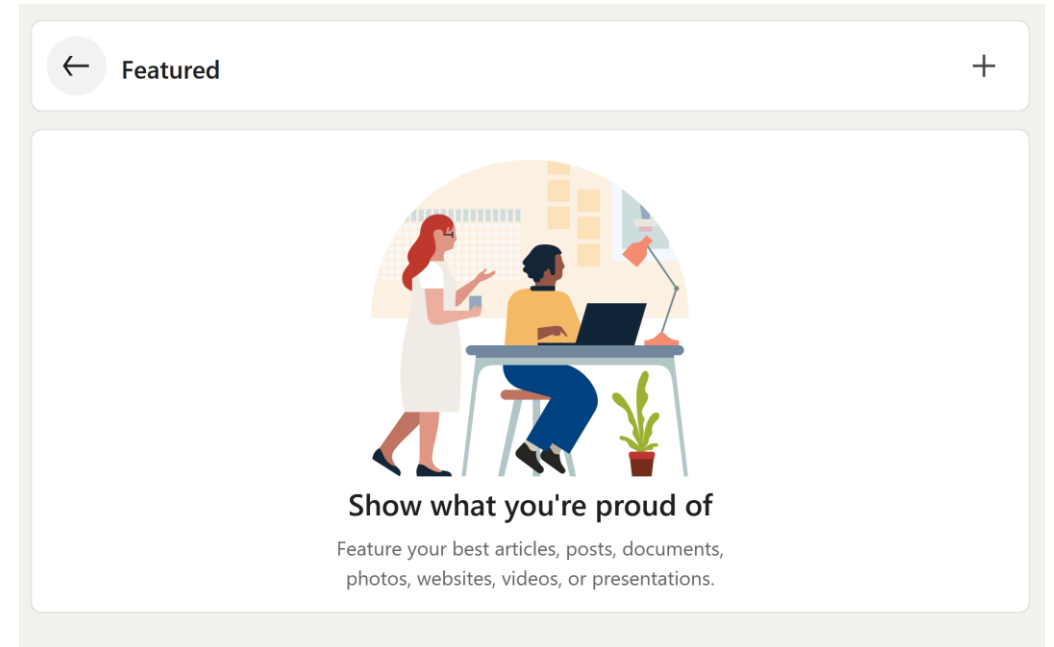 Featured
Show what you're proud of
Feature your best articles, posts, documents,
photos, websites, videos, or presentations.